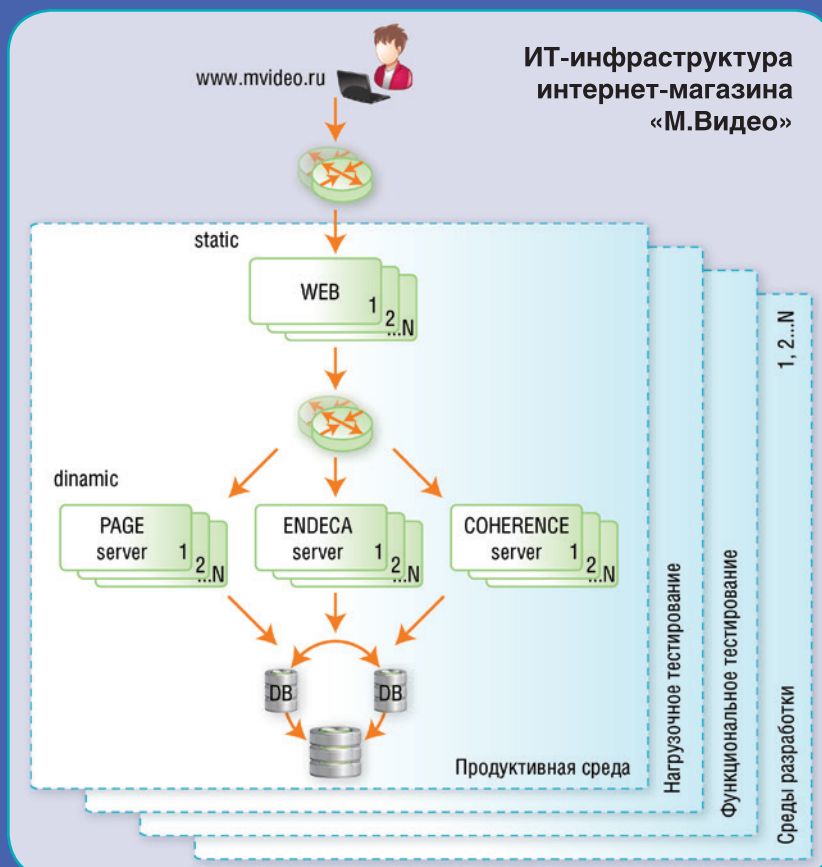 ИТ-инфраструктура
интернет-магазина
«М.Видео»
www.mvideo.ru
static
WEB
1
2
...N
dinamic
PAGE
server
1
2
...N
ENDECA
server
1
2
...N
COHERENCE
server
1
2
...N
DB
DB
Продуктивная среда
Нагрузочное тестирование
Функциональное тестирование
Среды разработки
1, 2...N